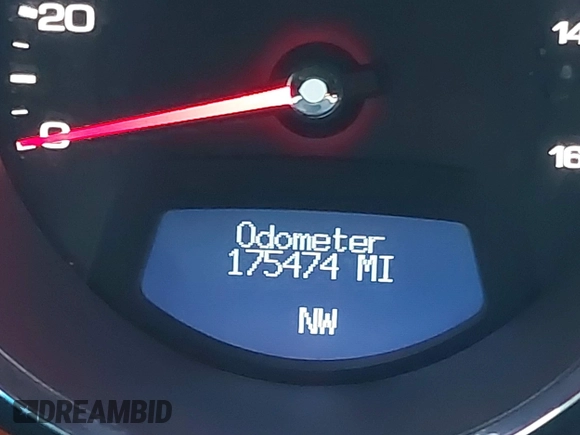 20
14
0
16
Odometer
175474 MI
NW
DREAMBID